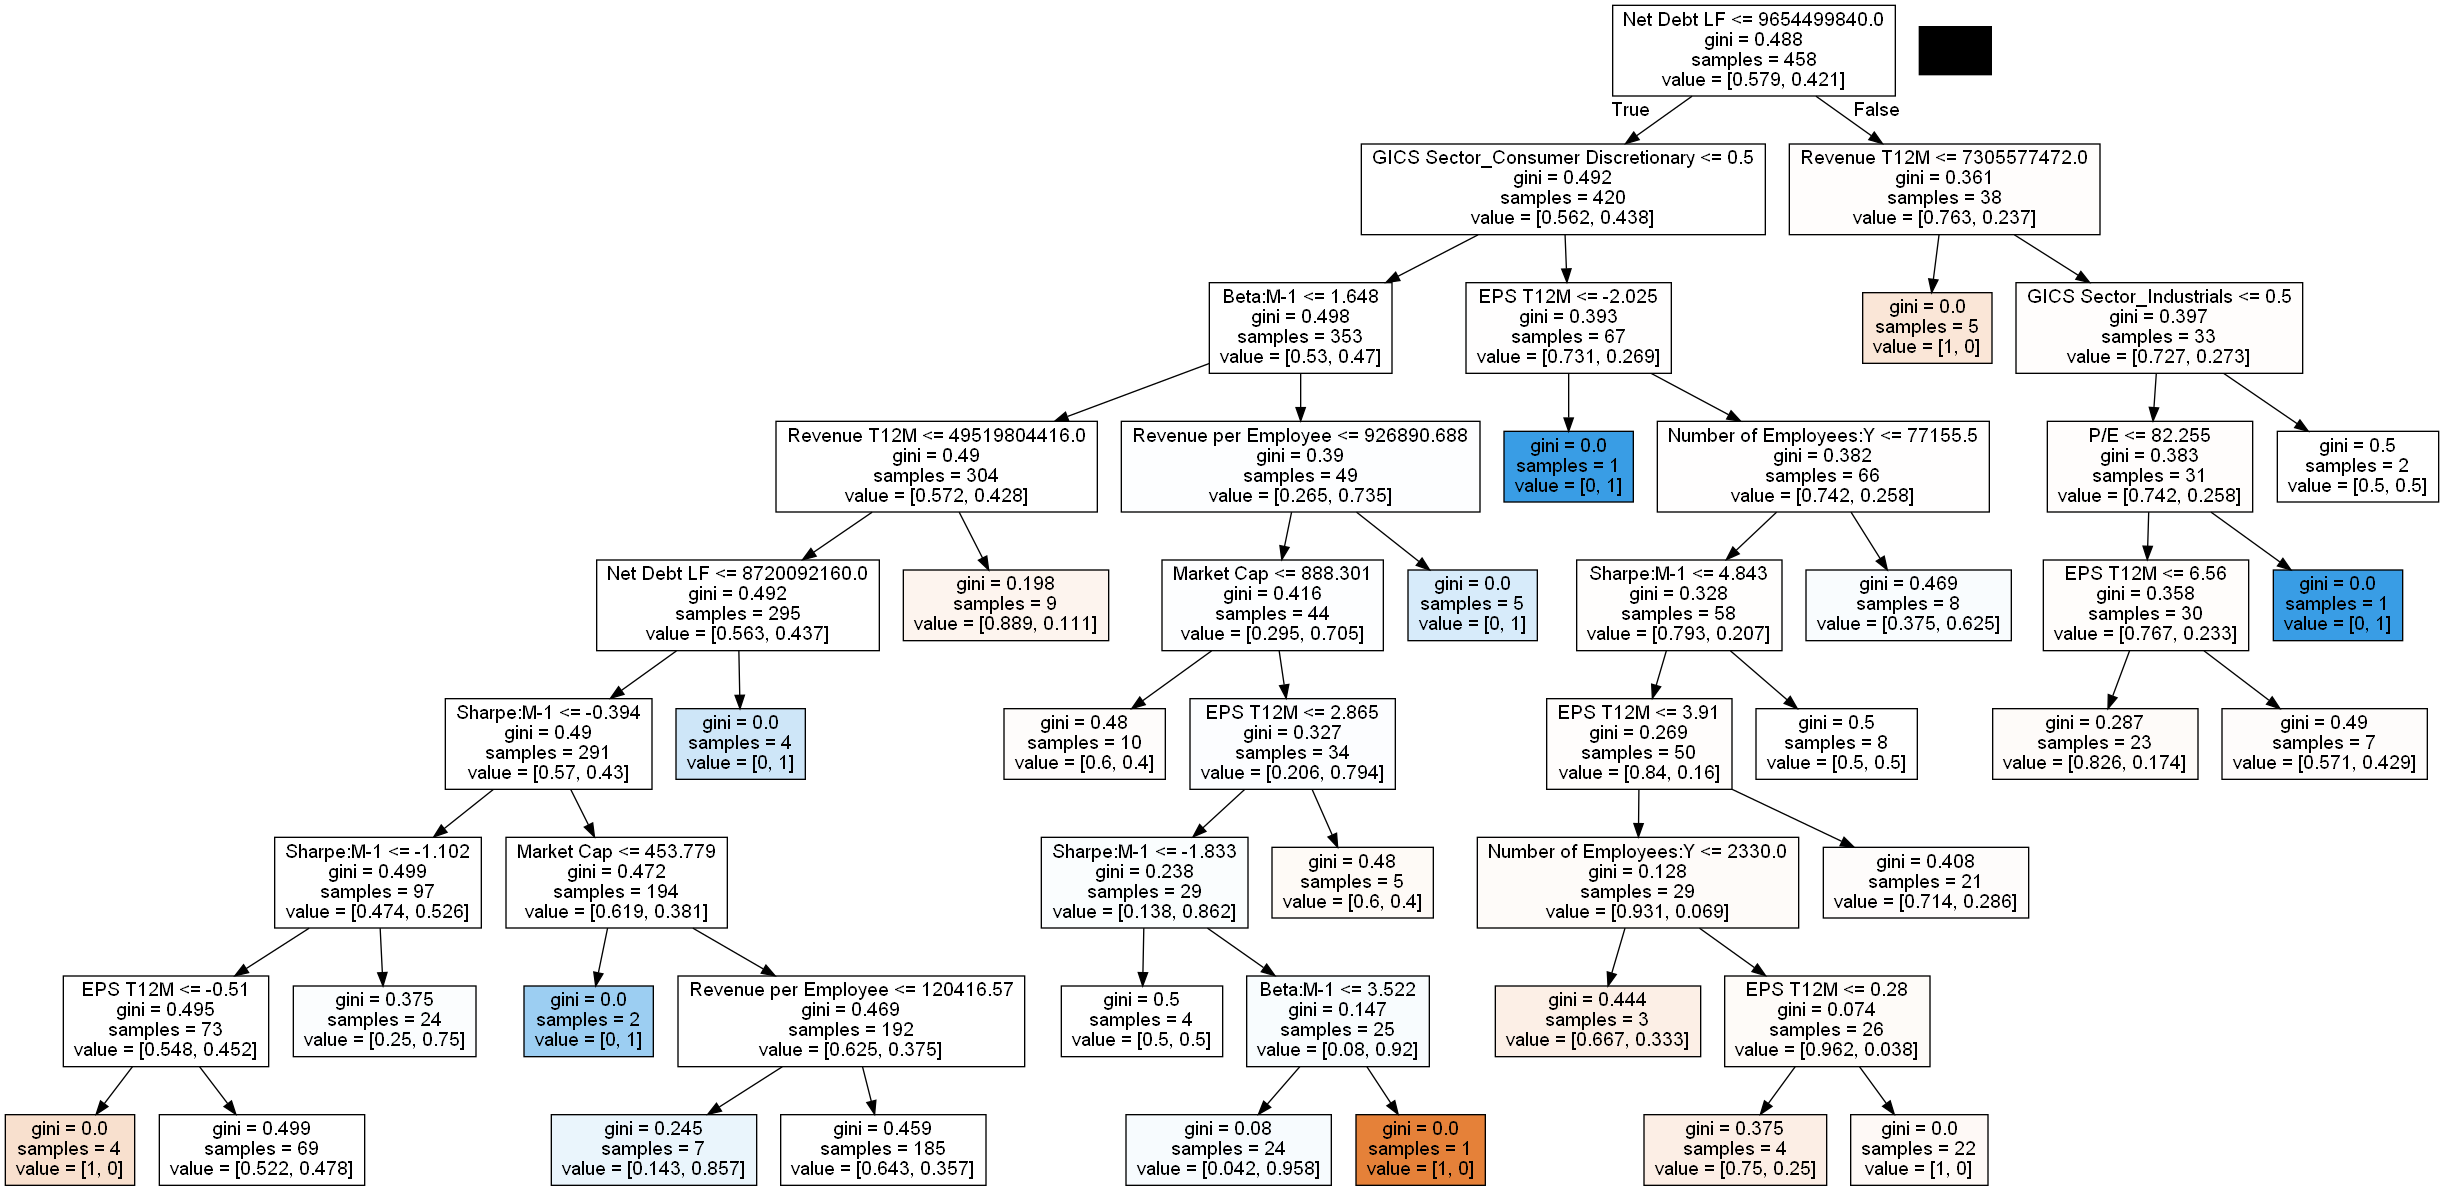 Net Debt LF <= 9654499840.0
gini = 0.488
samples = 458
value = [0.579, 0.421]
True
False
GICS Sector_Consumer Discretionary <= 0.5
gini = 0.492
samples = 420
value = [0.562, 0.438]
Revenue T12M <= 7305577472.0
gini = 0.361
samples = 38
value = [0.763, 0.237]
Beta:M-1 <= 1.648
gini = 0.498
samples = 353
value = [0.53, 0.47]
EPS T12M <= -2.025
gini = 0.393
samples = 67
value = [0.731, 0.269]
gini = 0.0
samples = 5
value = [1, 0]
GICS Sector_Industrials <= 0.5
gini = 0.397
samples = 33
value = [0.727, 0.273]
Revenue T12M <= 49519804416.0
gini = 0.49
samples = 304
value = [0.572, 0.428]
Revenue per Employee <= 926890.688
gini = 0.39
samples = 49
value = [0.265, 0.735]
gini = 0.0
samples = 1
value = [0, 1]
Number of Employees:Y <= 77155.5
gini = 0.382
samples = 66
value = [0.742, 0.258]
P/E <= 82.255
gini = 0.383
samples = 31
value = [0.742, 0.258]
gini = 0.5
samples = 2
value = [0.5, 0.5]
Net Debt LF <= 8720092160.0
gini = 0.492
samples = 295
value = [0.563, 0.437]
gini = 0.198
samples = 9
value = [0.889, 0.111]
Market Cap <= 888.301
gini = 0.416
samples = 44
value = [0.295, 0.705]
gini = 0.0
samples = 5
value = [0, 1]
Sharpe:M-1 <= 4.843
gini = 0.328
samples = 58
value = [0.793, 0.207]
gini = 0.469
samples = 8
value = [0.375, 0.625]
EPS T12M <= 6.56
gini = 0.358
samples = 30
value = [0.767, 0.233]
gini = 0.0
samples = 1
value = [0, 1]
Sharpe:M-1 <= -0.394
gini = 0.49
samples = 291
value = [0.57, 0.43]
gini = 0.0
samples = 4
value = [0, 1]
gini = 0.48
samples = 10
value = [0.6, 0.4]
EPS T12M <= 2.865
gini = 0.327
samples = 34
value = [0.206, 0.794]
EPS T12M <= 3.91
gini = 0.269
samples = 50
value = [0.84, 0.16]
gini = 0.5
samples = 8
value = [0.5, 0.5]
gini = 0.287
samples = 23
value = [0.826, 0.174]
gini = 0.49
samples = 7
value = [0.571, 0.429]
Sharpe:M-1 <= -1.102
gini = 0.499
samples = 97
value = [0.474, 0.526]
Market Cap <= 453.779
gini = 0.472
samples = 194
value = [0.619, 0.381]
Sharpe:M-1 <= -1.833
gini = 0.238
samples = 29
value = [0.138, 0.862]
gini = 0.48
samples = 5
value = [0.6, 0.4]
Number of Employees:Y <= 2330.0
gini = 0.128
samples = 29
value = [0.931, 0.069]
gini = 0.408
samples = 21
value = [0.714, 0.286]
EPS T12M <= -0.51
gini = 0.495
samples = 73
value = [0.548, 0.452]
gini = 0.375
samples = 24
value = [0.25, 0.75]
gini = 0.0
samples = 2
value = [0, 1]
Revenue per Employee <= 120416.57
gini = 0.469
samples = 192
value = [0.625, 0.375]
gini = 0.5
samples = 4
value = [0.5, 0.5]
Beta:M-1 <= 3.522
gini = 0.147
samples = 25
value = [0.08, 0.92]
gini = 0.444
samples = 3
value = [0.667, 0.333]
EPS T12M <= 0.28
gini = 0.074
samples = 26
value = [0.962, 0.038]
gini = 0.0
samples = 4
value = [1, 0]
gini = 0.499
samples = 69
value = [0.522, 0.478]
gini = 0.245
samples = 7
value = [0.143, 0.857]
gini = 0.459
samples = 185
value = [0.643, 0.357]
gini = 0.08
samples = 24
value = [0.042, 0.958]
gini = 0.0
samples = 1
value = [1, 0]
gini = 0.375
samples = 4
value = [0.75, 0.25]
gini = 0.0
samples = 22
value = [1, 0]